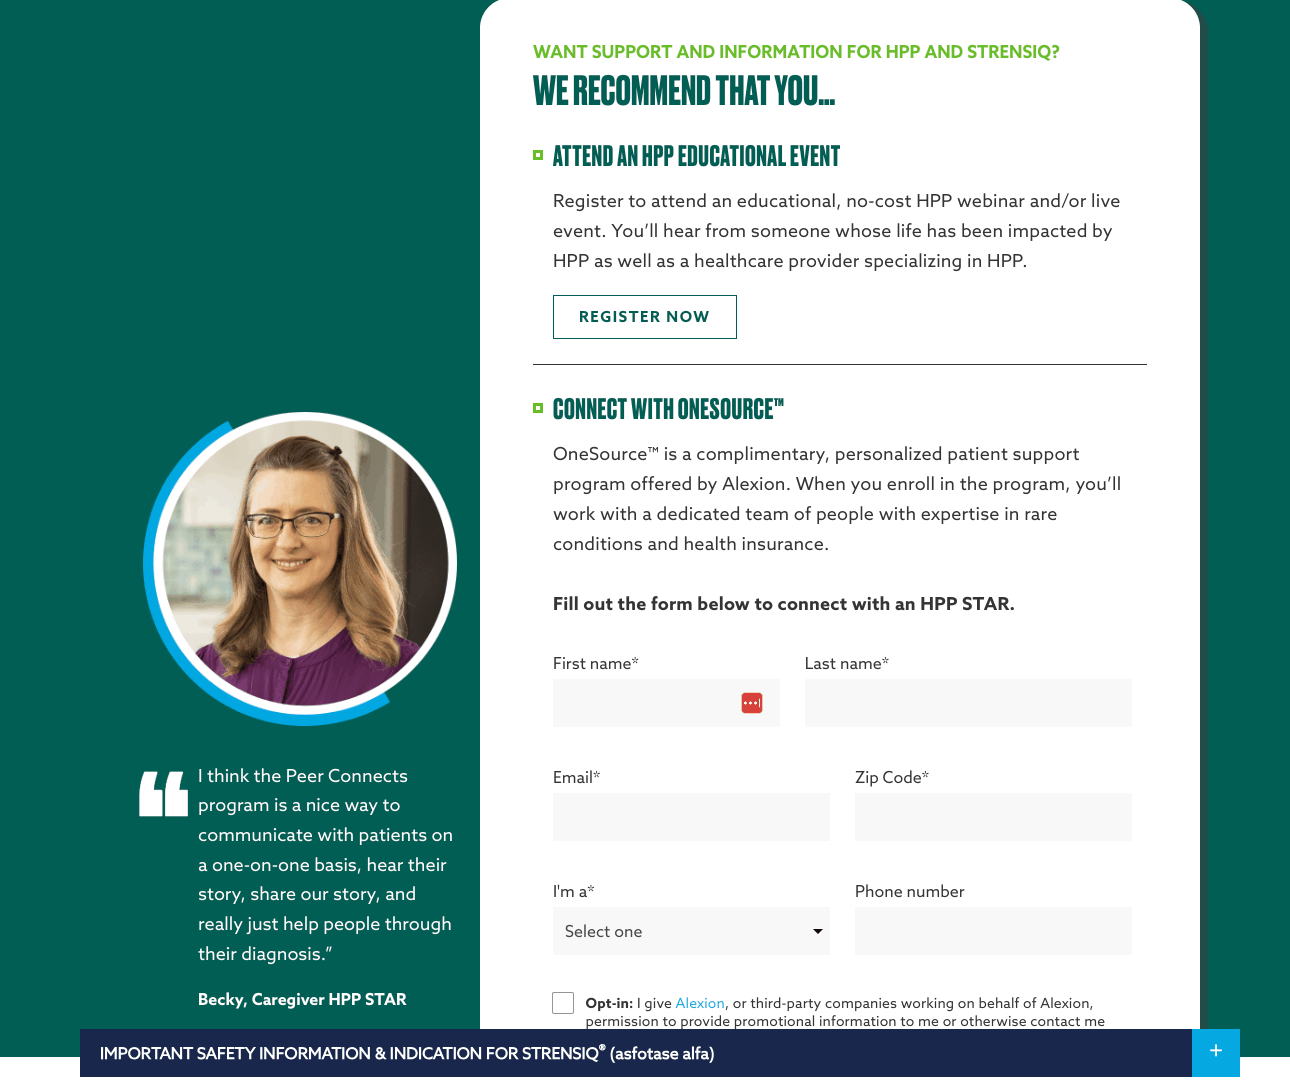 WANT SUPPORT AND INFORMATION FOR HPP AND STRENSIQ?
WE RECOMMEND THAT YOU...
ATTEND AN HPP EDUCATIONAL EVENT
Register to attend an educational, no-cost HPP webinar and/or live
event. You’ll hear from someone whose life has been impacted by
HPP as well as a healthcare provider specializing in HPP.
REGISTER NOW
CONNECT WITH ONESOURCE™
OneSource™ is a complimentary, personalized patient support
program offered by Alexion. When you enroll in the program, you’ll
work with a dedicated team of people with expertise in rare
conditions and health insurance.
Fill out the form below to connect with an HPP STAR.
First name*
Last name*
Email*
Zip Code*
I'm a*
Phone number
Select one
Opt-in: I give Alexion, or third-party companies working on behalf of Alexion,
permission to provide promotional information to me or otherwise contact me
I think the Peer Connects
program is a nice way to
communicate with patients on
a one-on-one basis, hear their
story, share our story, and
really just help people through
their diagnosis.”
Becky, Caregiver HPP STAR
IMPORTANT SAFETY INFORMATION & INDICATION FOR STRENSIQ® (asfotase alfa)
+